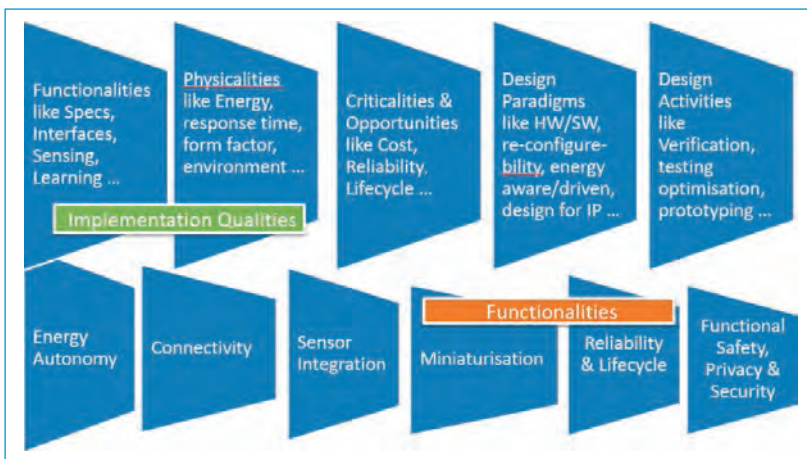 Functionalities
like Specs,
Interfaces,
Sensing,
Learning ...
Physicalities
like Energy,
response time,
form factor,
environment ...
Criticalities &
Opportunities
like Cost,
Reliability,
Lifecycle ...
Design
Paradigms
like HW/SW,
re-configure-
bility, energy
aware/driven,
design for IP ...
Design
Activities
like
Verification,
testing
optimisation,
prototyping ...
Implementation Qualities
Functionalities
Energy
Autonomy
Connectivity
Sensor
Integration
Miniaturisation
Reliability
& Lifecycle
Functional
Safety,
Privacy &
Security